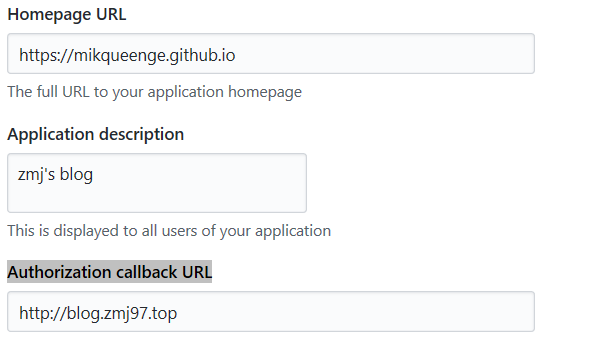 Homepage URL
https://mikqueenge.github.io
The full URL to your application homepage
Application description
zmj's blog
This is displayed to all users of your application
Authorization callback URL
http://blog.zmj97.top